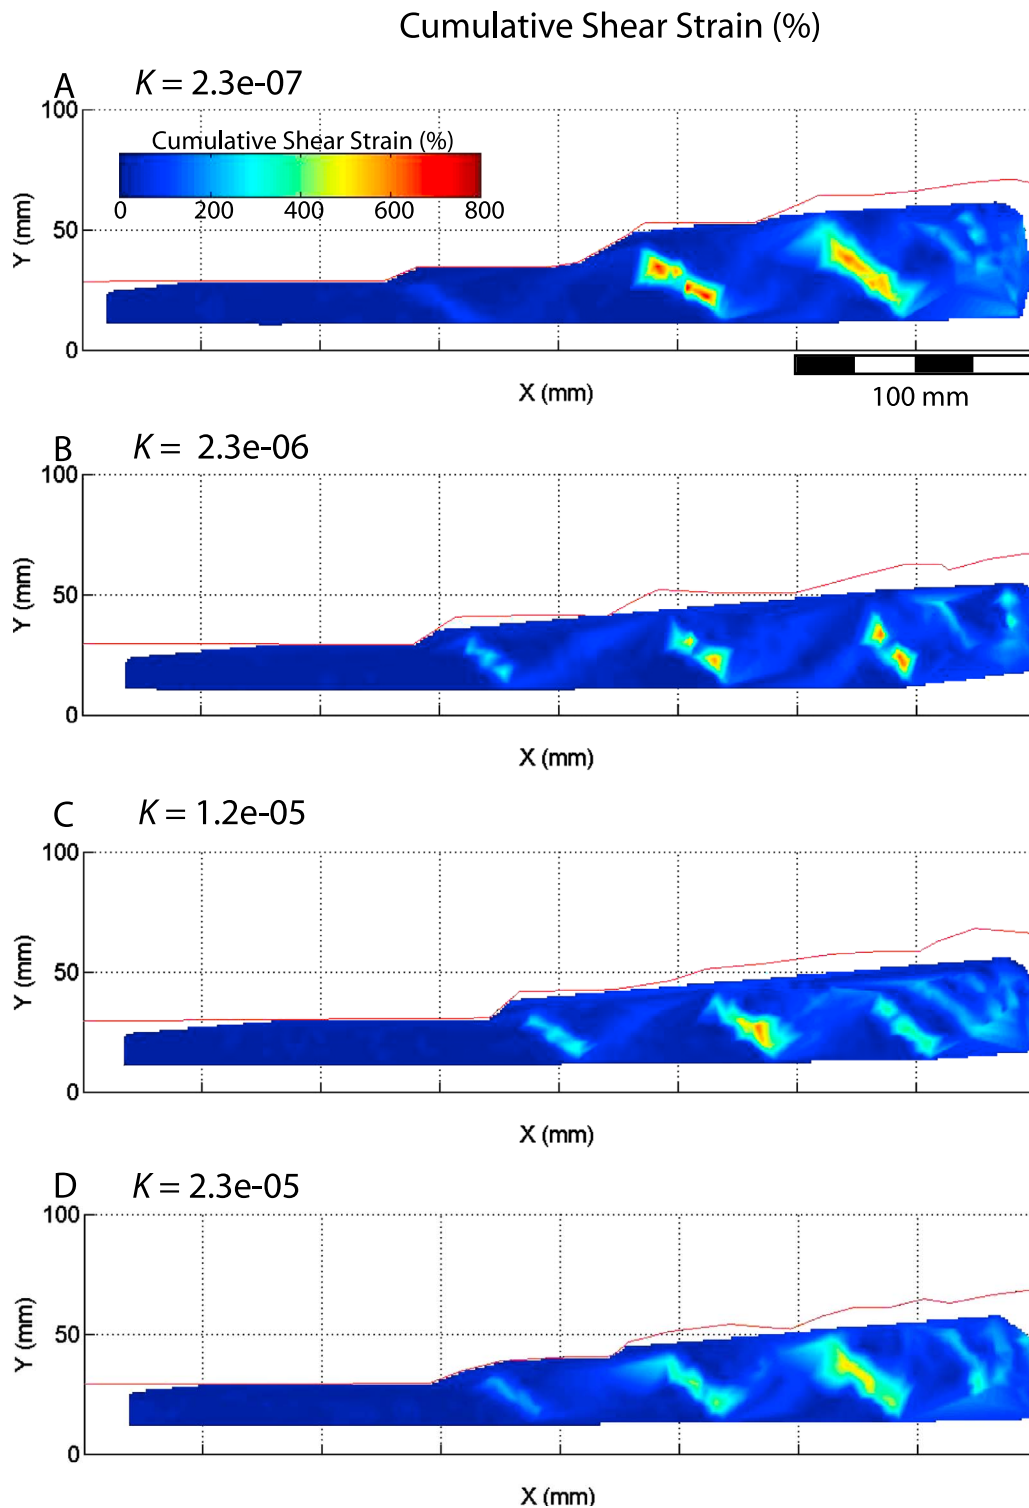 Cumulative Shear Strain (%)
A K = 2.3e-07
100
Cumulative Shear Strain (%)
0 200 400 600 800
50
Y (mm)
0
X (mm)
100 mm
B K = 2.3e-06
100
50
Y (mm)
0
X (mm)
C K = 1.2e-05
100
50
Y (mm)
0
X (mm)
D K = 2.3e-05
100
50
Y (mm)
0
X (mm)